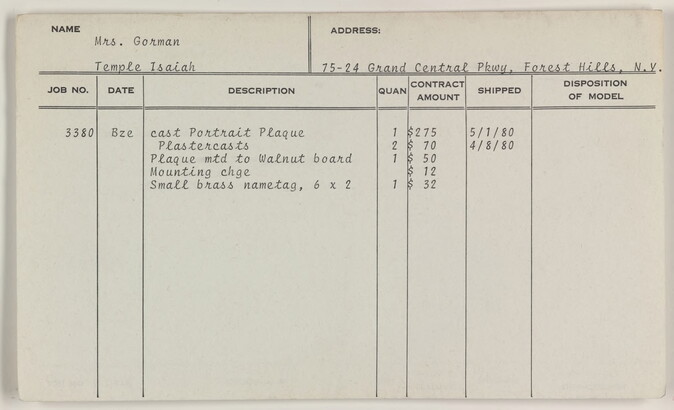 NAME
Mrs. Gorman
Temple Isaiah
ADDRESS:
75-24 Grand Central Pkwy, Forest Hills, N.Y.
JOB NO. DATE DESCRIPTION QUAN CONTRACT AMOUNT SHIPPED DISPOSITION OF MODEL
3380 Bze cast Portrait Plaque 1 $275 5/1/80
Plastercasts 2 $ 70 4/8/80
Plaque mtd to Walnut board 1 $ 50
Mounting chge $ 12
Small brass nametag, 6 x 2 1 $ 32